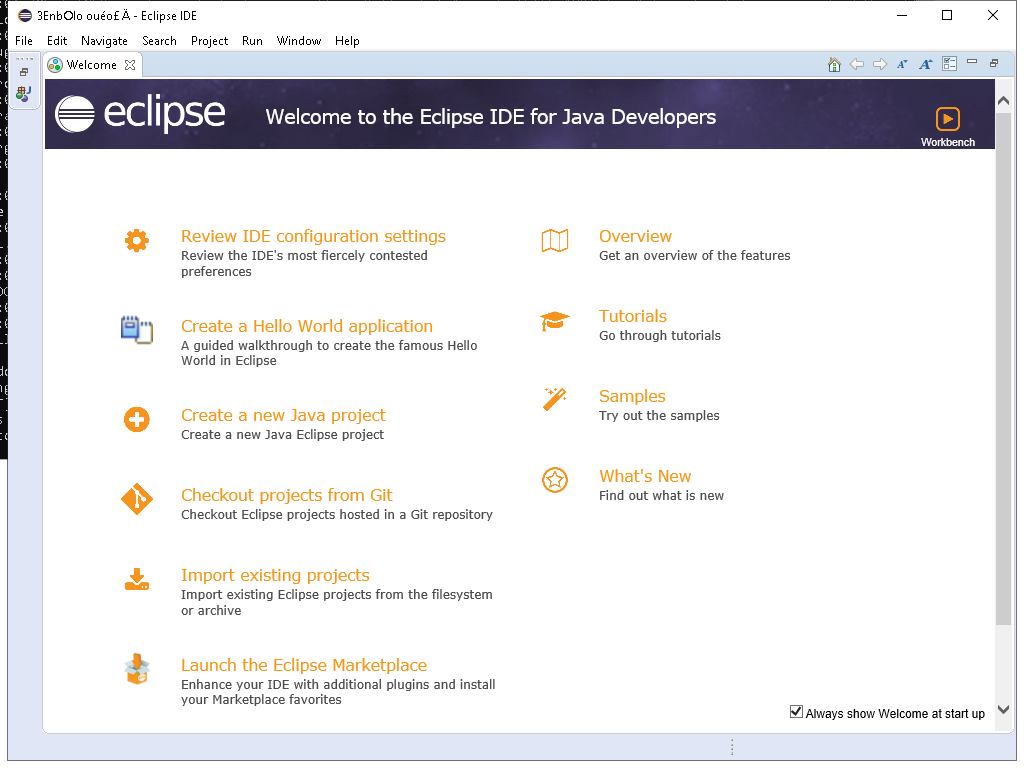 3EnbOlo ouéo£ Ä - Eclipse IDE
File Edit Navigate Search Project Run Window Help
Welcome
eclipse
Welcome to the Eclipse IDE for Java Developers
Workbench
Review IDE configuration settings
Review the IDE's most fiercely contested
preferences
Create a Hello World application
A guided walkthrough to create the famous Hello
World in Eclipse
Create a new Java project
Create a new Java Eclipse project
Checkout projects from Git
Checkout Eclipse projects hosted in a Git repository
Import existing projects
Import existing Eclipse projects from the filesystem
or archive
Launch the Eclipse Marketplace
Enhance your IDE with additional plugins and install
your Marketplace favorites
Overview
Get an overview of the features
Tutorials
Go through tutorials
Samples
Try out the samples
What's New
Find out what is new
Always show Welcome at start up